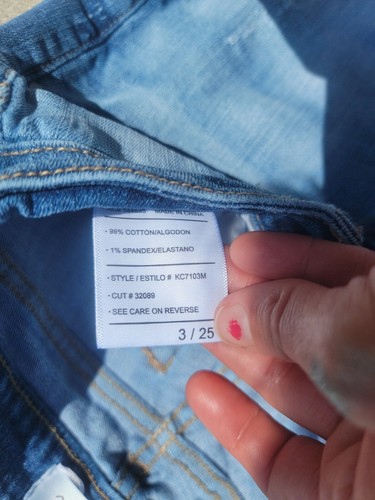 MADE IN CHINA
· 99% COTTON/ALGODON
· 1% SPANDEX/ELASTANO
· STYLE / ESTILO # KC7103M
· CUT # 32089
· SEE CARE ON REVERSE
3 / 25